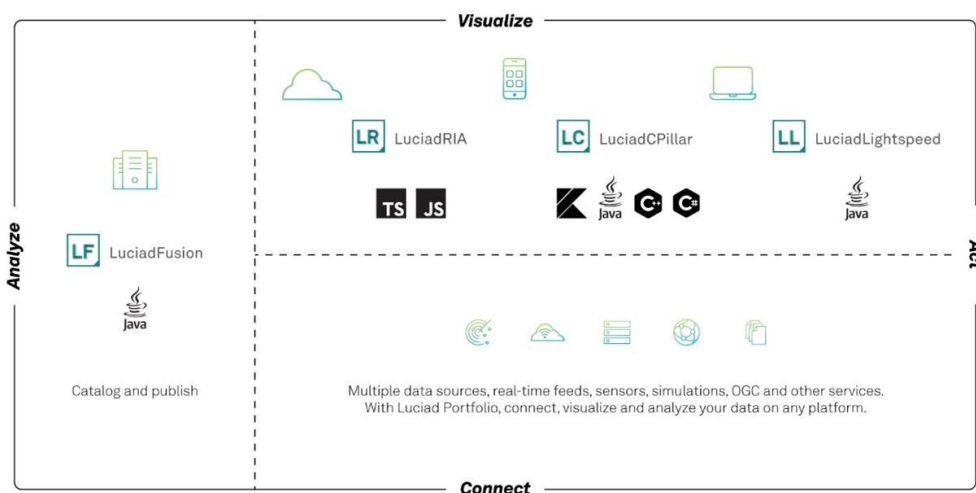 Visualize
LR LuciadRIA
LC LuciadCPillar
LL LuciadLightspeed
TS JS
Java C++ C#
Java
Analyze
LF LuciadFusion
Java
Catalog and publish
Act
Multiple data sources, real-time feeds, sensors, simulations, OGC and other services.
With Luciad Portfolio, connect, visualize and analyze your data on any platform.
Connect